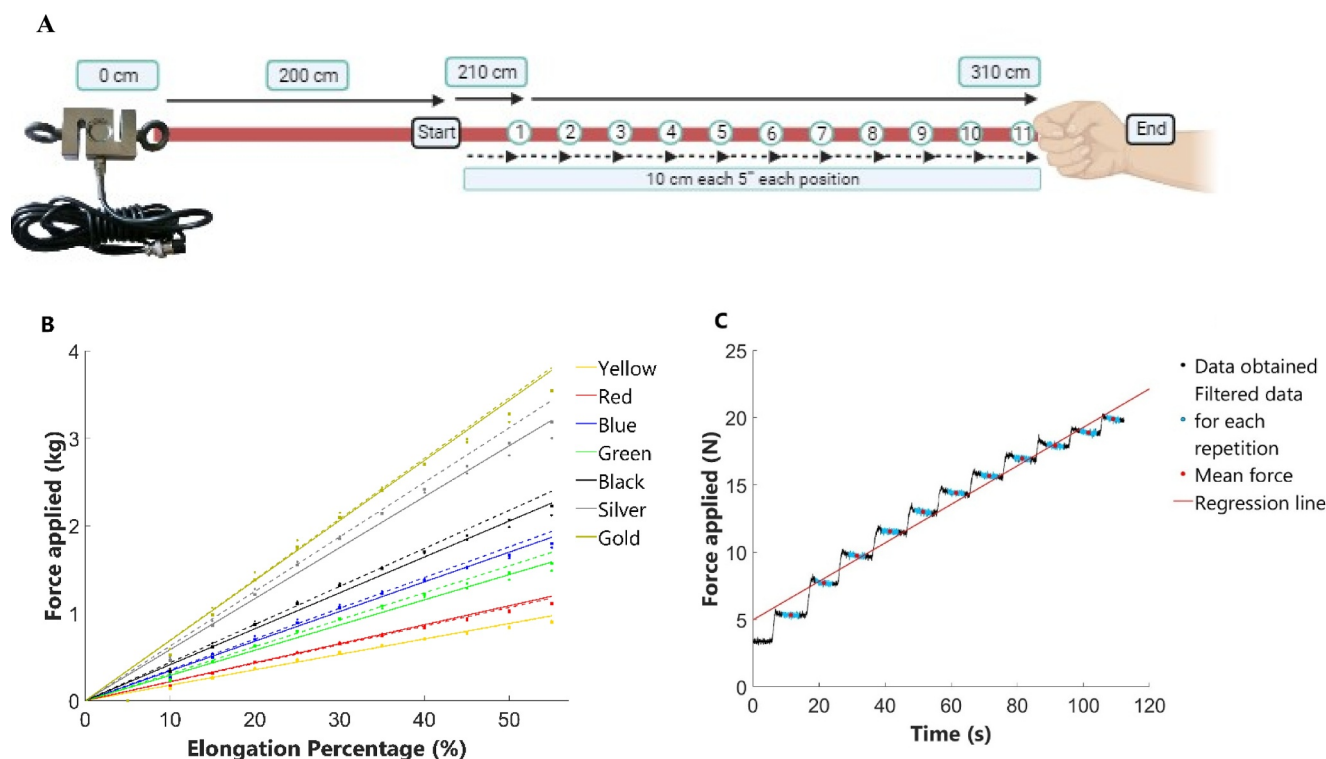 A
0 cm
200 cm
210 cm
310 cm
Start
1 2 3 4 5 6 7 8 9 10 11
End
10 cm each 5" each position
B
4
3
2
1
0
0 10 20 30 40 50
Force applied (kg)
Elongation Percentage (%)
Yellow
Red
Blue
Green
Black
Silver
Gold
C
25
20
15
10
5
0
0 20 40 60 80 100 120
Force applied (N)
Time (s)
Data obtained
Filtered data
for each
repetition
Mean force
Regression line